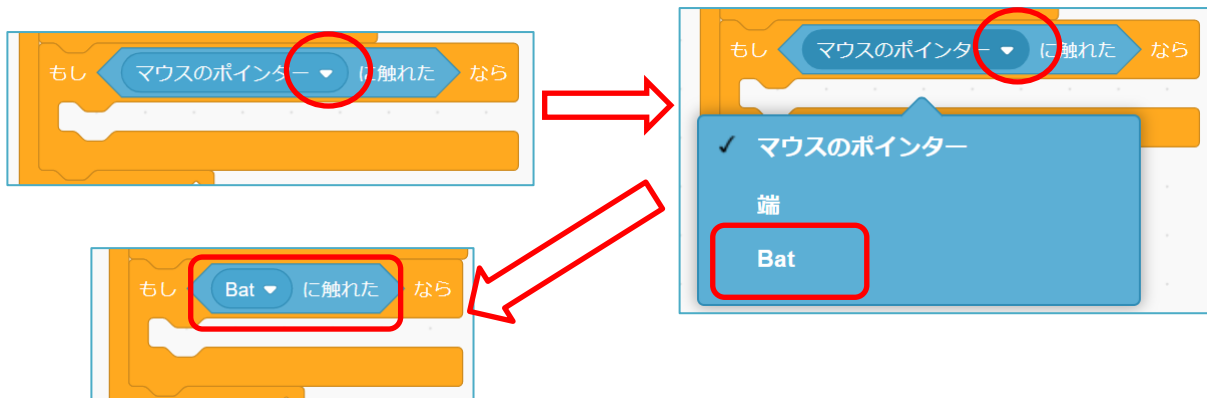 もし マウスのポインター に触れた なら
もし マウスのポインター に触れた なら
マウスのポインター
端
Bat
もし Bat に触れた なら